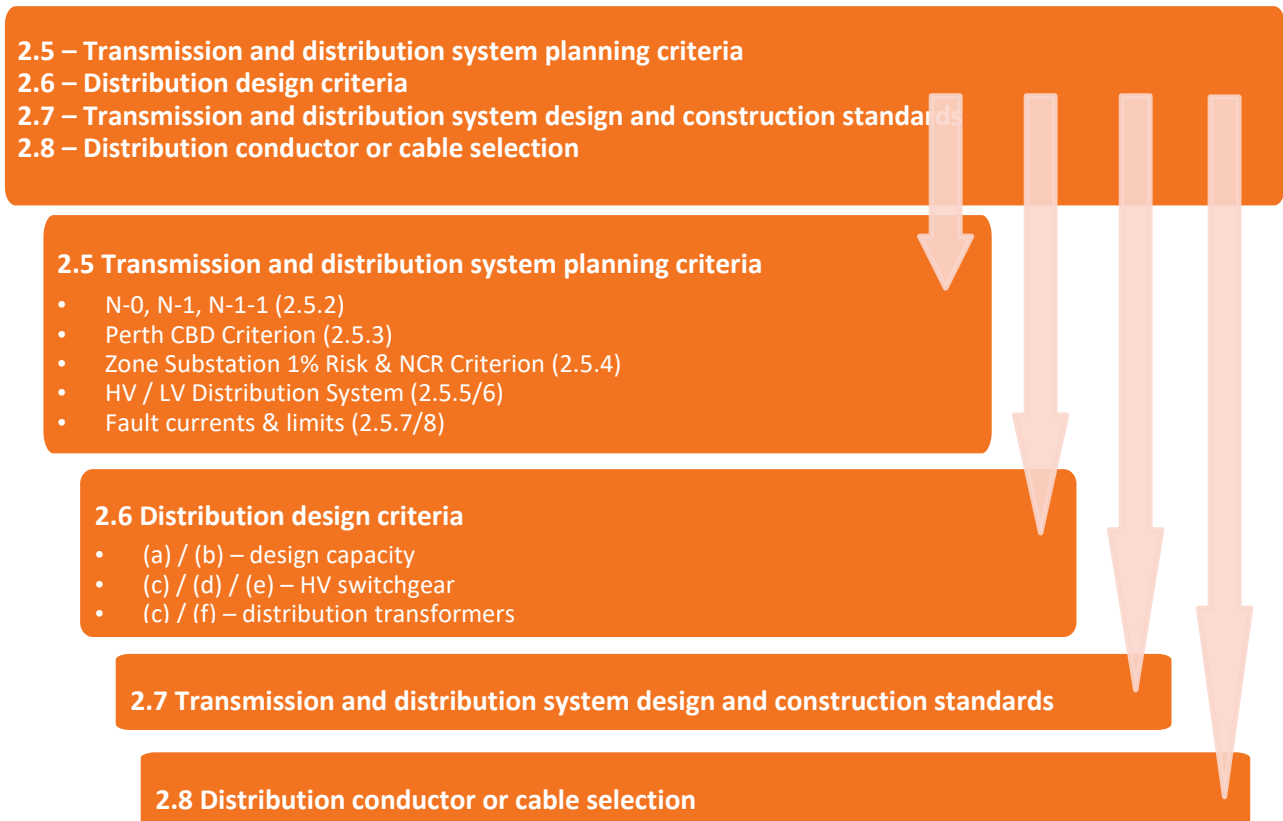 2.5 – Transmission and distribution system planning criteria
2.6 – Distribution design criteria
2.7 – Transmission and distribution system design and construction standards
2.8 – Distribution conductor or cable selection
2.5 Transmission and distribution system planning criteria
• N-0, N-1, N-1-1 (2.5.2)
• Perth CBD Criterion (2.5.3)
• Zone Substation 1% Risk & NCR Criterion (2.5.4)
• HV / LV Distribution System (2.5.5/6)
• Fault currents & limits (2.5.7/8)
2.6 Distribution design criteria
• (a) / (b) – design capacity
• (c) / (d) / (e) – HV switchgear
• (c) / (f) – distribution transformers
2.7 Transmission and distribution system design and construction standards
2.8 Distribution conductor or cable selection